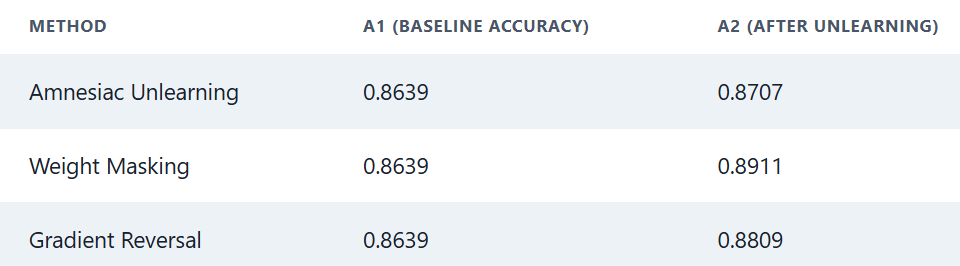 METHOD A1 (BASELINE ACCURACY) A2 (AFTER UNLEARNING)
Amnesiac Unlearning 0.8639 0.8707
Weight Masking 0.8639 0.8911
Gradient Reversal 0.8639 0.8809